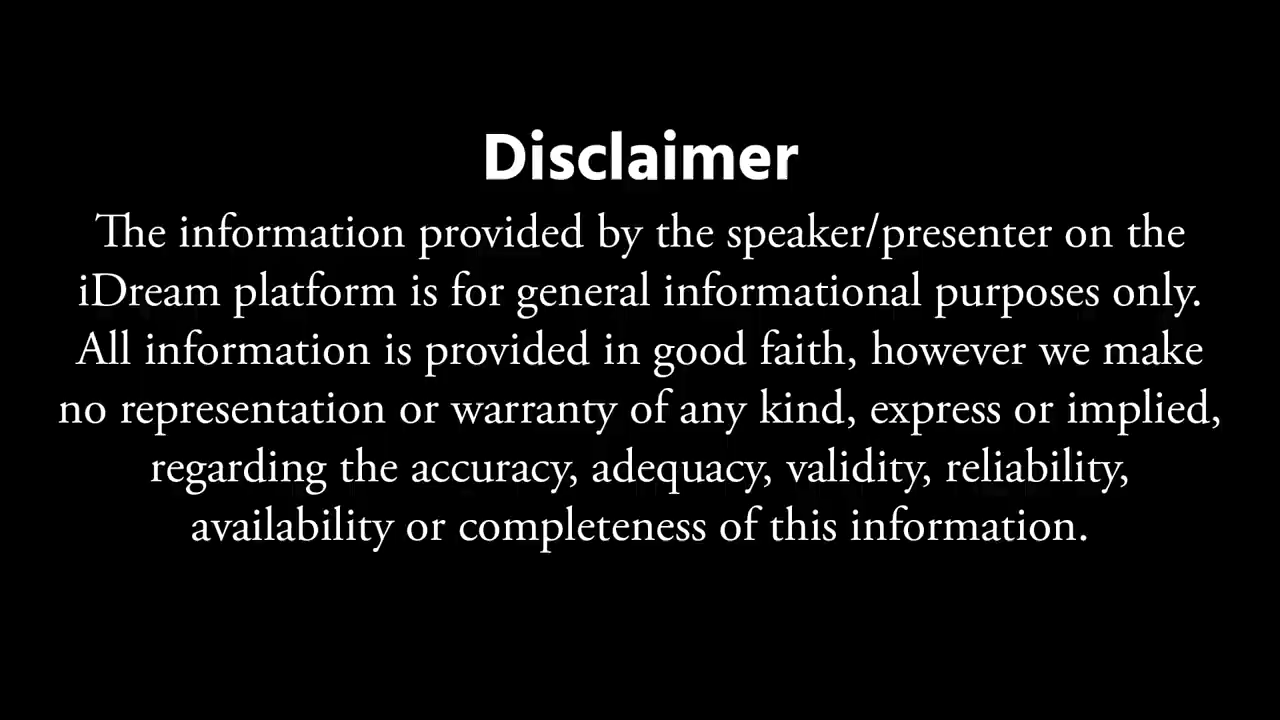 Disclaimer
The information provided by the speaker/presenter on the
iDream platform is for general informational purposes only.
All information is provided in good faith, however we make
no representation or warranty of any kind, express or implied,
regarding the accuracy, adequacy, validity, reliability,
availability or completeness of this information.